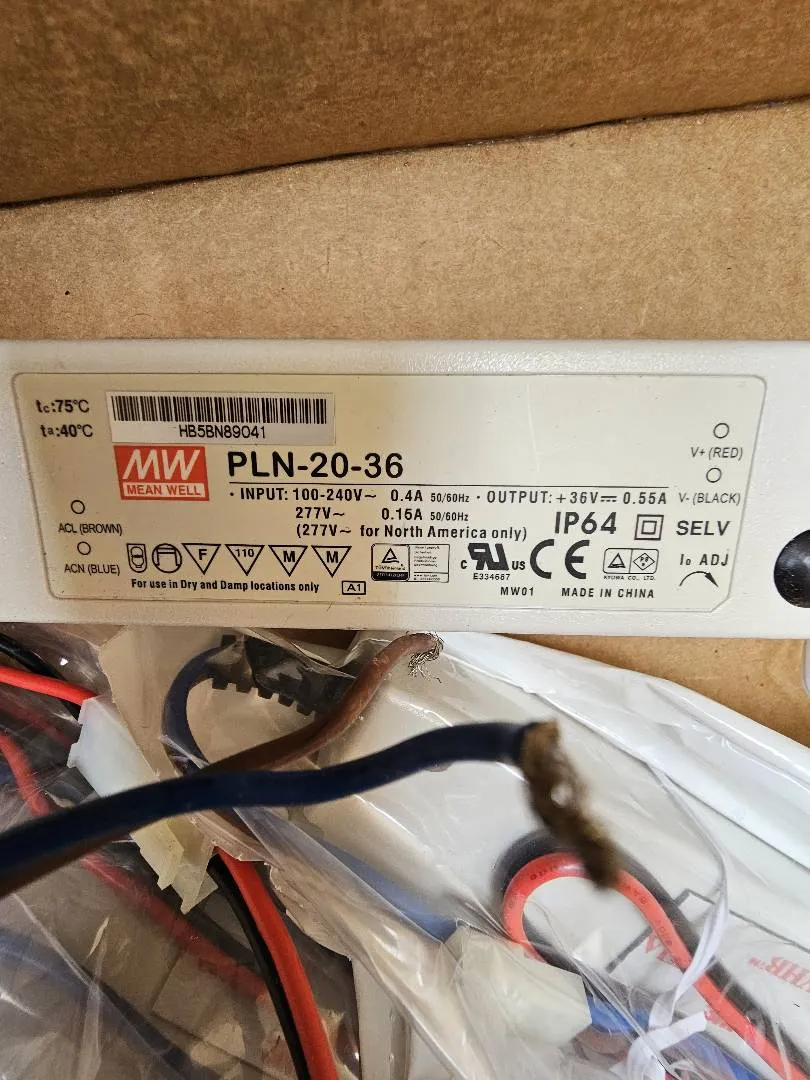 tc:75°C
ta:40°C
HB5BN89041
MW
MEAN WELL
PLN-20-36
· INPUT: 100-240V~ 0.4A 50/60Hz · OUTPUT: +36V⎓ 0.55A
277V~ 0.15A 50/60Hz
(277V~ for North America only)
IP64
SELV
V+ (RED)
V- (BLACK)
ACL (BROWN)
ACN (BLUE)
F
110
M
M
c RU us
E334687
CE
KYOWA CO., LTD.
Io ADJ
For use in Dry and Damp locations only
A1
MW01
MADE IN CHINA